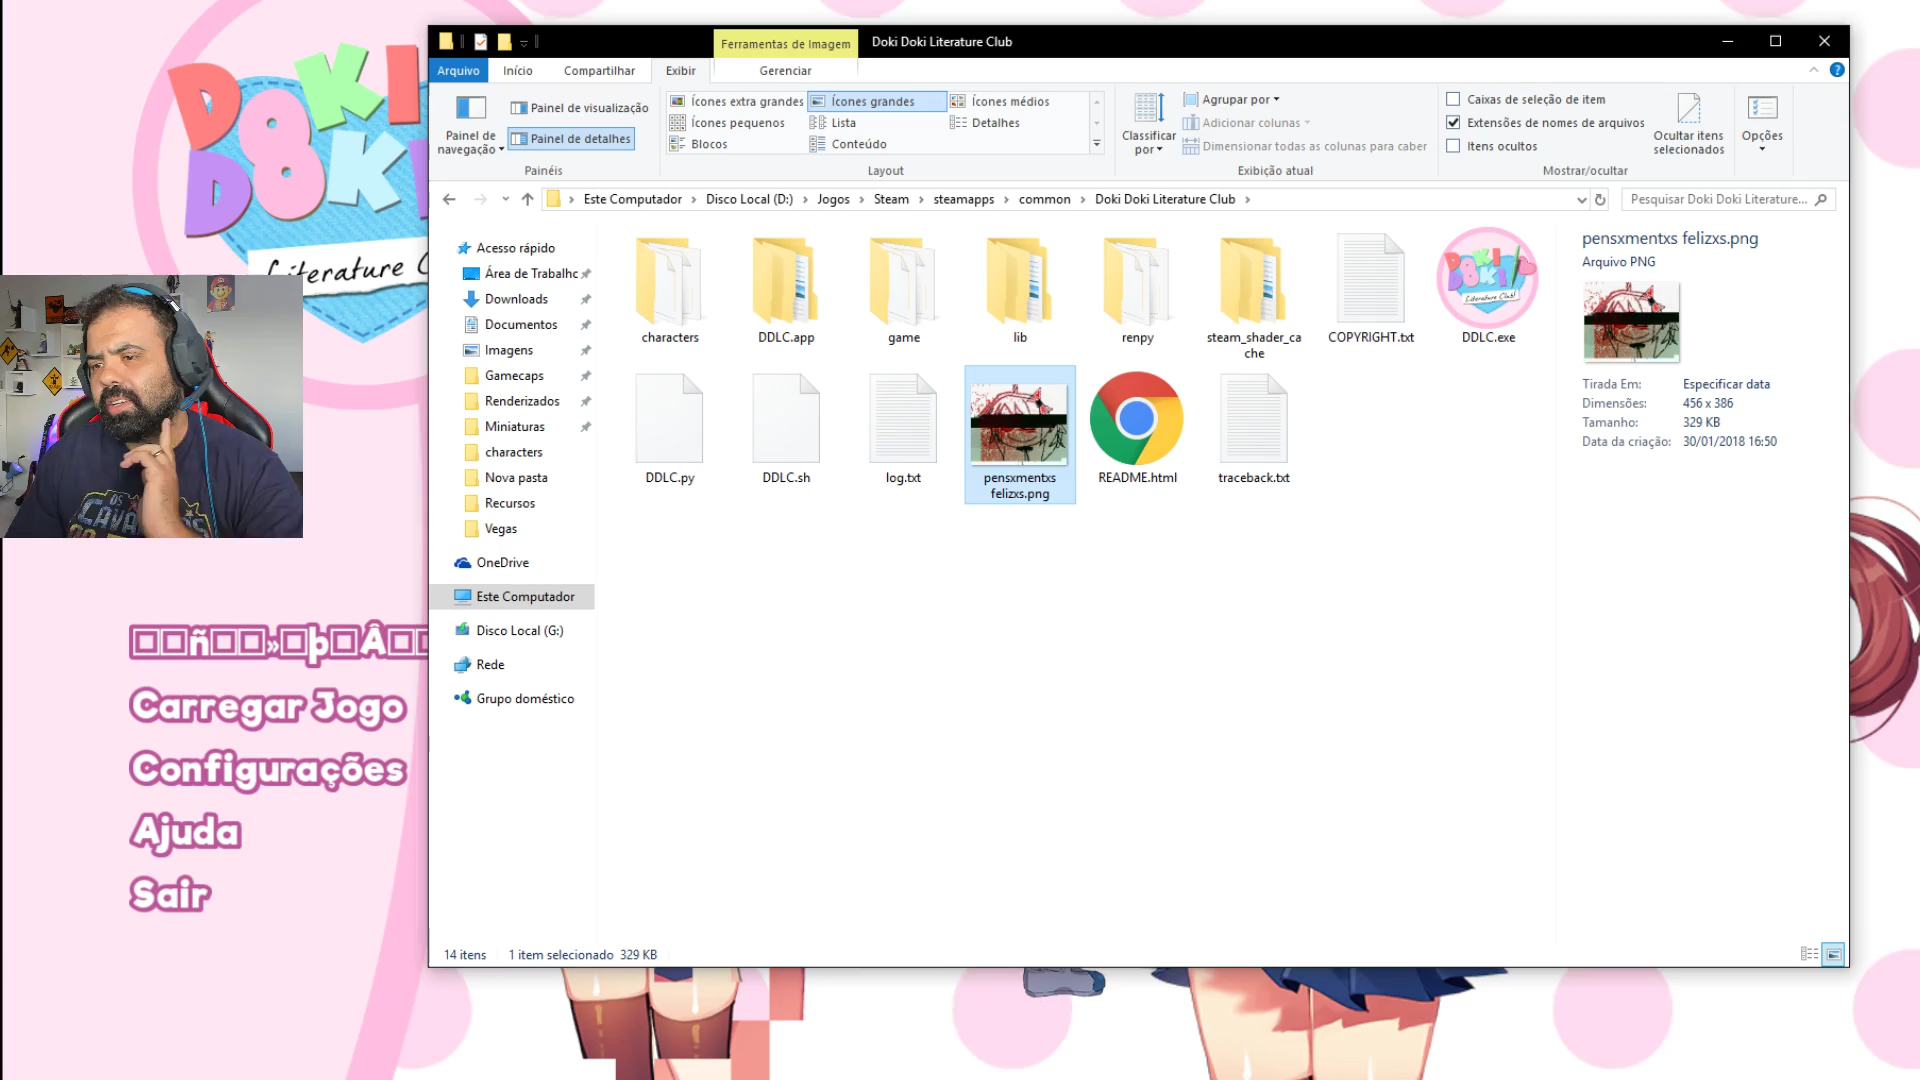 Ferramentas de Imagem
Doki Doki Literature Club
Arquivo
Início
Compartilhar
Exibir
Gerenciar
Painel de navegação
Painel de visualização
Painel de detalhes
Painéis
Ícones extra grandes
Ícones grandes
Ícones médios
Ícones pequenos
Lista
Detalhes
Blocos
Conteúdo
Layout
Classificar por
Agrupar por
Adicionar colunas
Dimensionar todas as colunas para caber
Exibição atual
Caixas de seleção de item
Extensões de nomes de arquivos
Itens ocultos
Ocultar itens selecionados
Mostrar/ocultar
Opções
Este Computador
Disco Local (D:)
Jogos
Steam
steamapps
common
Doki Doki Literature Club
Pesquisar Doki Doki Literature...
Acesso rápido
Área de Trabalho
Downloads
Documentos
Imagens
Gamecaps
Renderizados
Miniaturas
characters
Nova pasta
Recursos
Vegas
OneDrive
Este Computador
Disco Local (G:)
Rede
Grupo doméstico
characters
DDLC.app
game
lib
renpy
steam_shader_ca
che
COPYRIGHT.txt
DDLC.exe
DDLC.py
DDLC.sh
log.txt
pensxmentxs
felizxs.png
README.html
traceback.txt
pensxmentxs felizxs.png
Arquivo PNG
Tirada Em: Especificar data
Dimensões: 456 x 386
Tamanho: 329 KB
Data da criação: 30/01/2018 16:50
14 itens
1 item selecionado 329 KB
DOKI
DOK
Literature C
□□ñ□□»□þ□Â□□
Carregar Jogo
Configurações
Ajuda
Sair
OS
CAVA